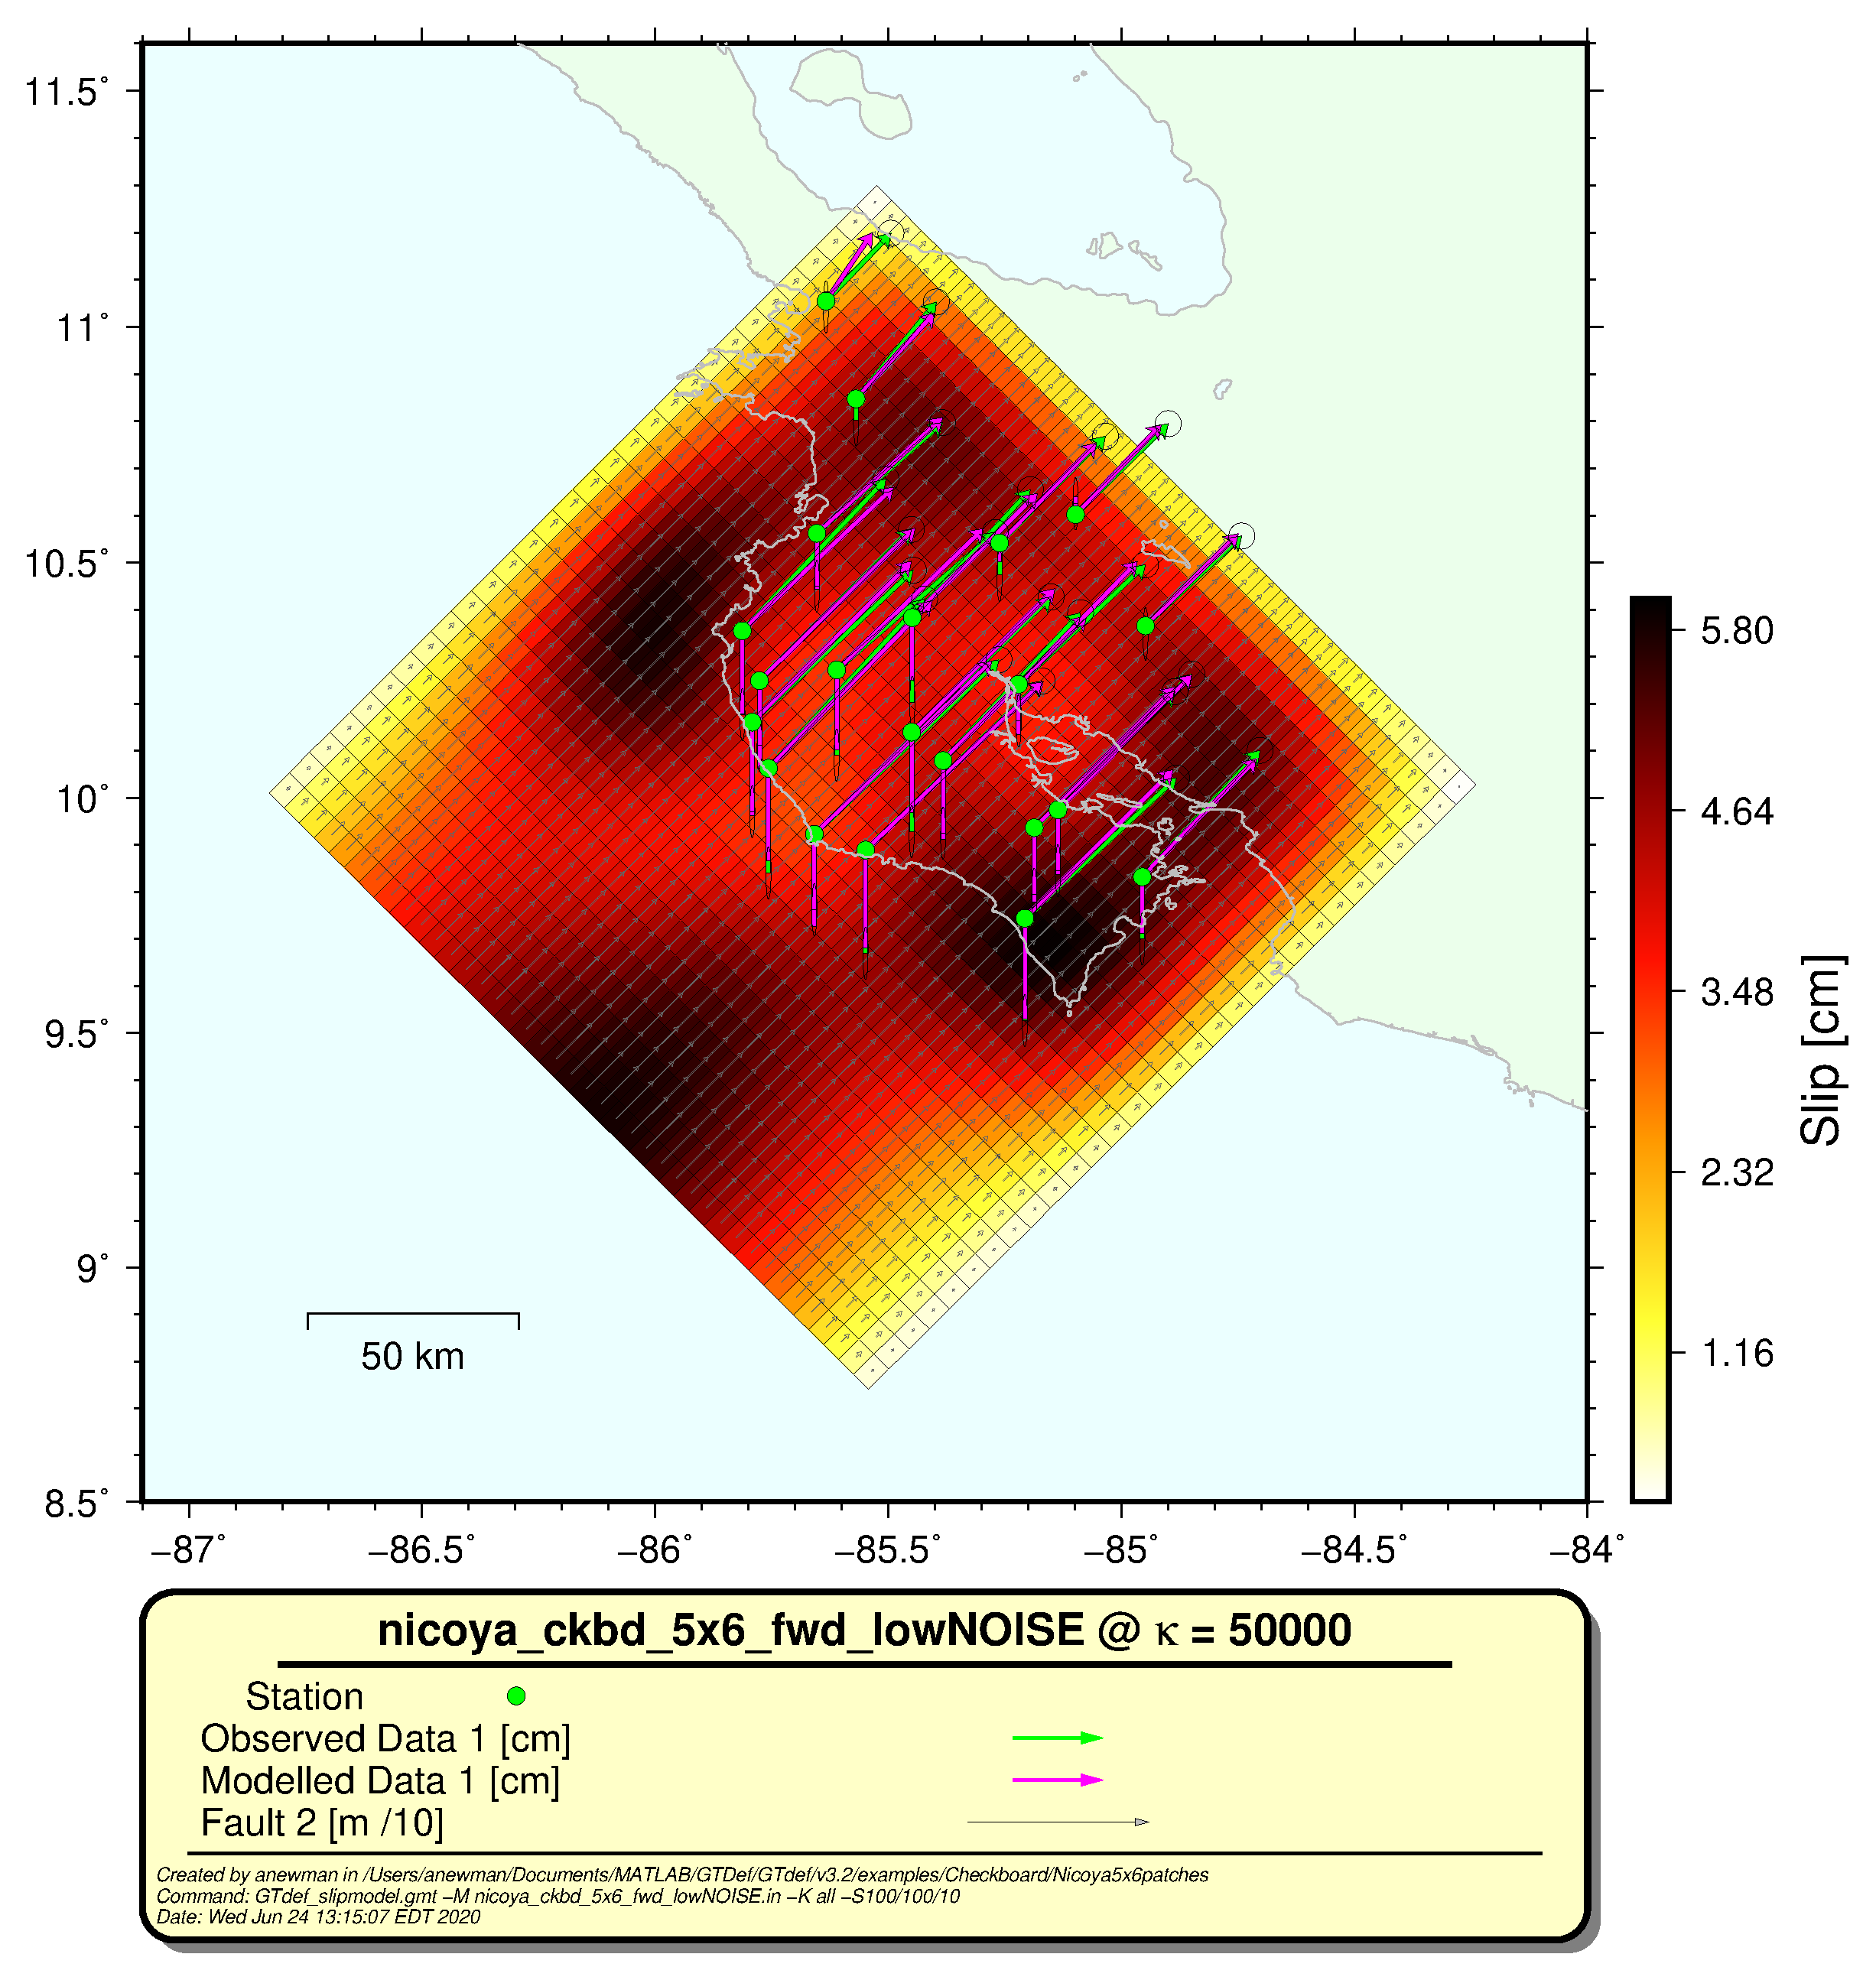 11.5°
11°
10.5°
10°
9.5°
9°
8.5°
–87°
–86.5°
–86°
–85.5°
–85°
–84.5°
–84°
50 km
5.80
4.64
3.48
2.32
1.16
Slip [cm]
nicoya_ckbd_5x6_fwd_lowNOISE @ κ = 50000
Station
Observed Data 1 [cm]
Modelled Data 1 [cm]
Fault 2 [m /10]
Created by anewman in /Users/anewman/Documents/MATLAB/GTDef/GTdef/v3.2/examples/Checkboard/Nicoya5x6patches
Command: GTdef_slipmodel.gmt –M nicoya_ckbd_5x6_fwd_lowNOISE.in –K all –S100/100/10
Date: Wed Jun 24 13:15:07 EDT 2020